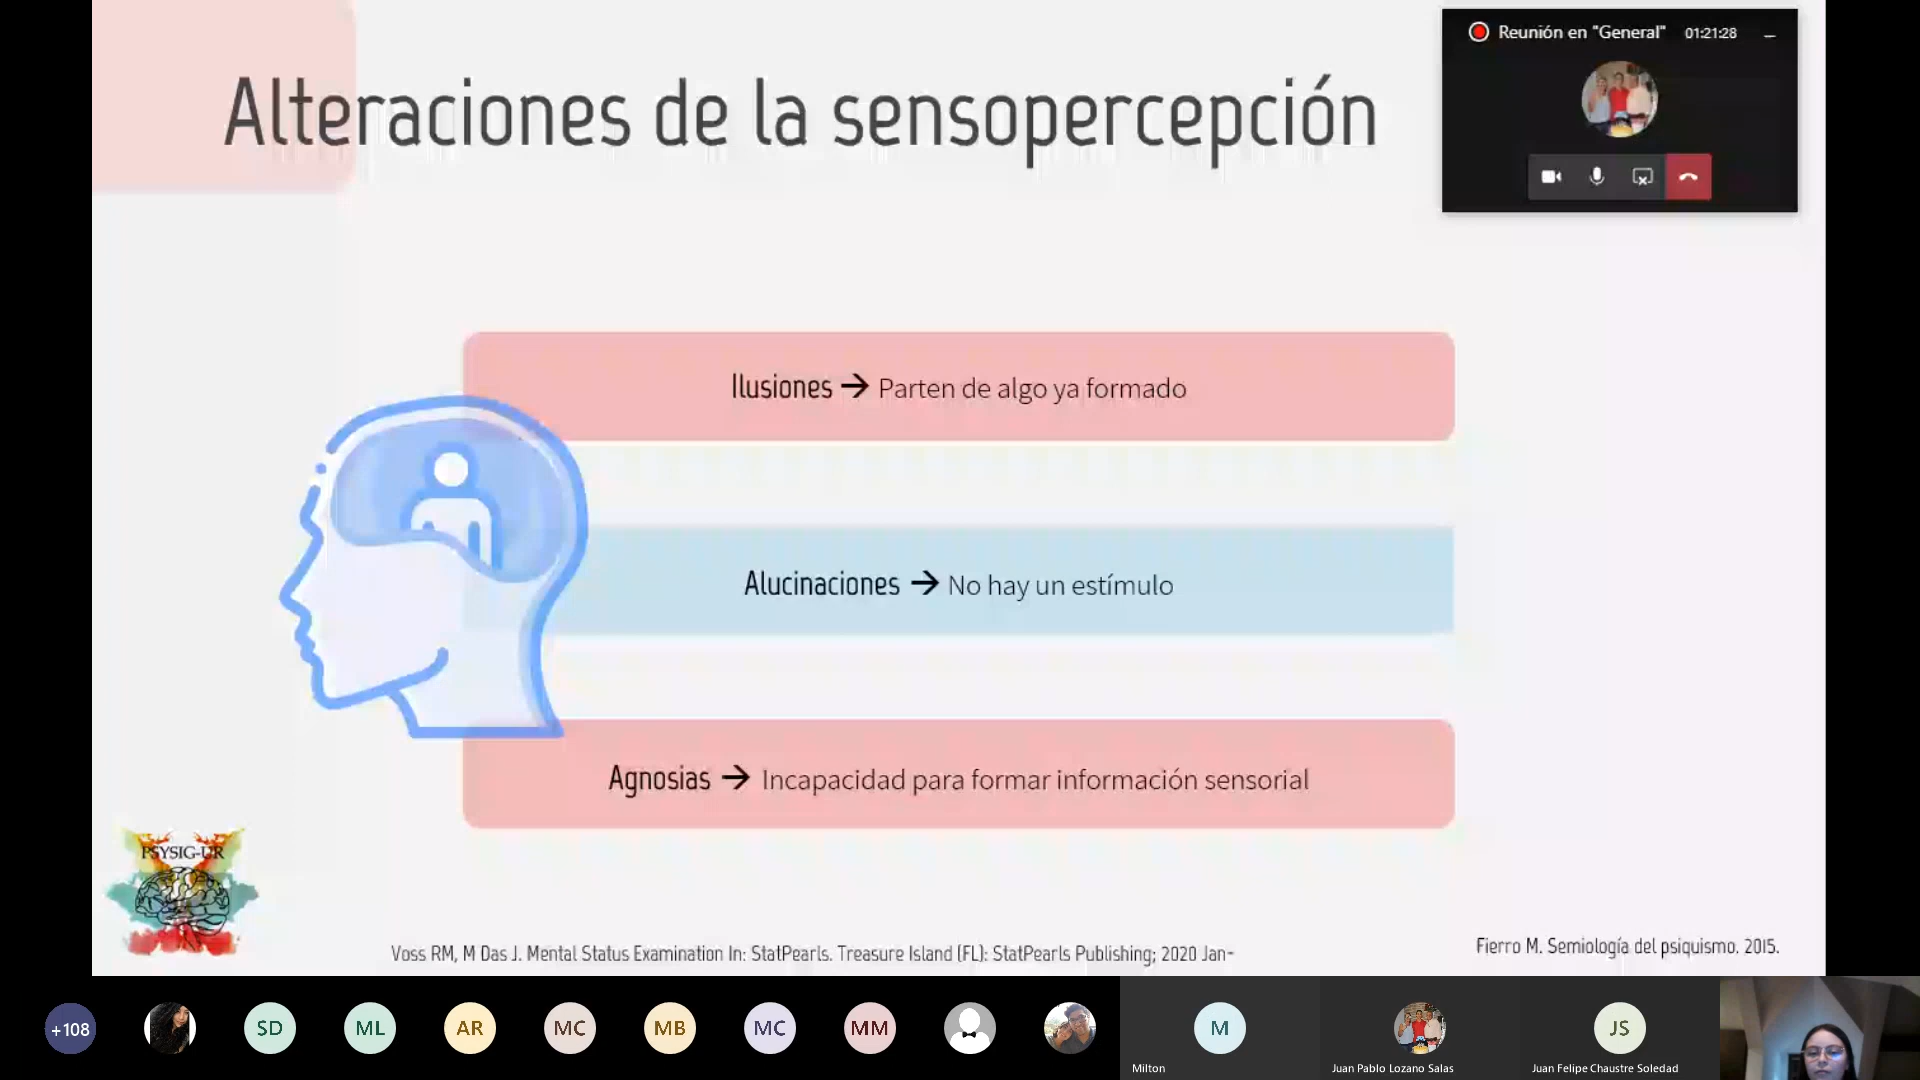 Alteraciones de la sensopercepción
Reunión en "General" 01:21:28
Ilusiones → Parten de algo ya formado
Alucinaciones → No hay un estímulo
Agnosias → Incapacidad para formar información sensorial
PSYSIG-UR
Voss RM, M Das J. Mental Status Examination In: StatPearls. Treasure Island (FL): StatPearls Publishing; 2020 Jan-
Fierro M. Semiología del psiquismo. 2015.
+108 SD ML AR MC MB MC MM M JS
Milton Juan Pablo Lozano Salas Juan Felipe Chaustre Soledad